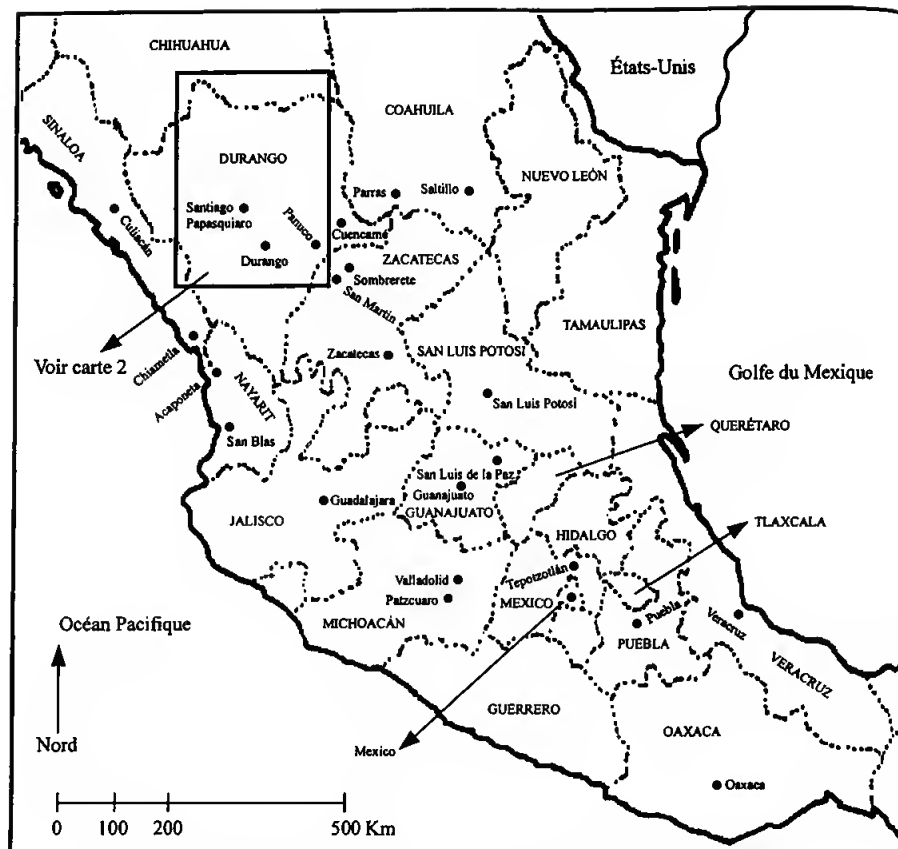 CHIHUAHUA
États-Unis
COAHUILA
SINALOA
DURANGO
NUEVO LEÓN
Parras
Saltillo
Santiago
Papasquiaro
Culiacán
Panuco
Cuencamé
Durango
ZACATECAS
Sombrerete
San Martin
TAMAULIPAS
Voir carte 2
Chiametla
Zacatecas
SAN LUIS POTOSI
Golfe du Mexique
Acaponeta
NAYARIT
San Luis Potosí
QUERÉTARO
San Blas
San Luis de la Paz
Guanajuato
Guadalajara
GUANAJUATO
JALISCO
TLAXCALA
HIDALGO
Tepotzotlán
Valladolid
MEXICO
Patzcuaro
Puebla
Veracruz
Océan Pacifique
MICHOACÁN
PUEBLA
VERACRUZ
GUERRERO
OAXACA
Nord
Mexico
Oaxaca
0 100 200 500 Km